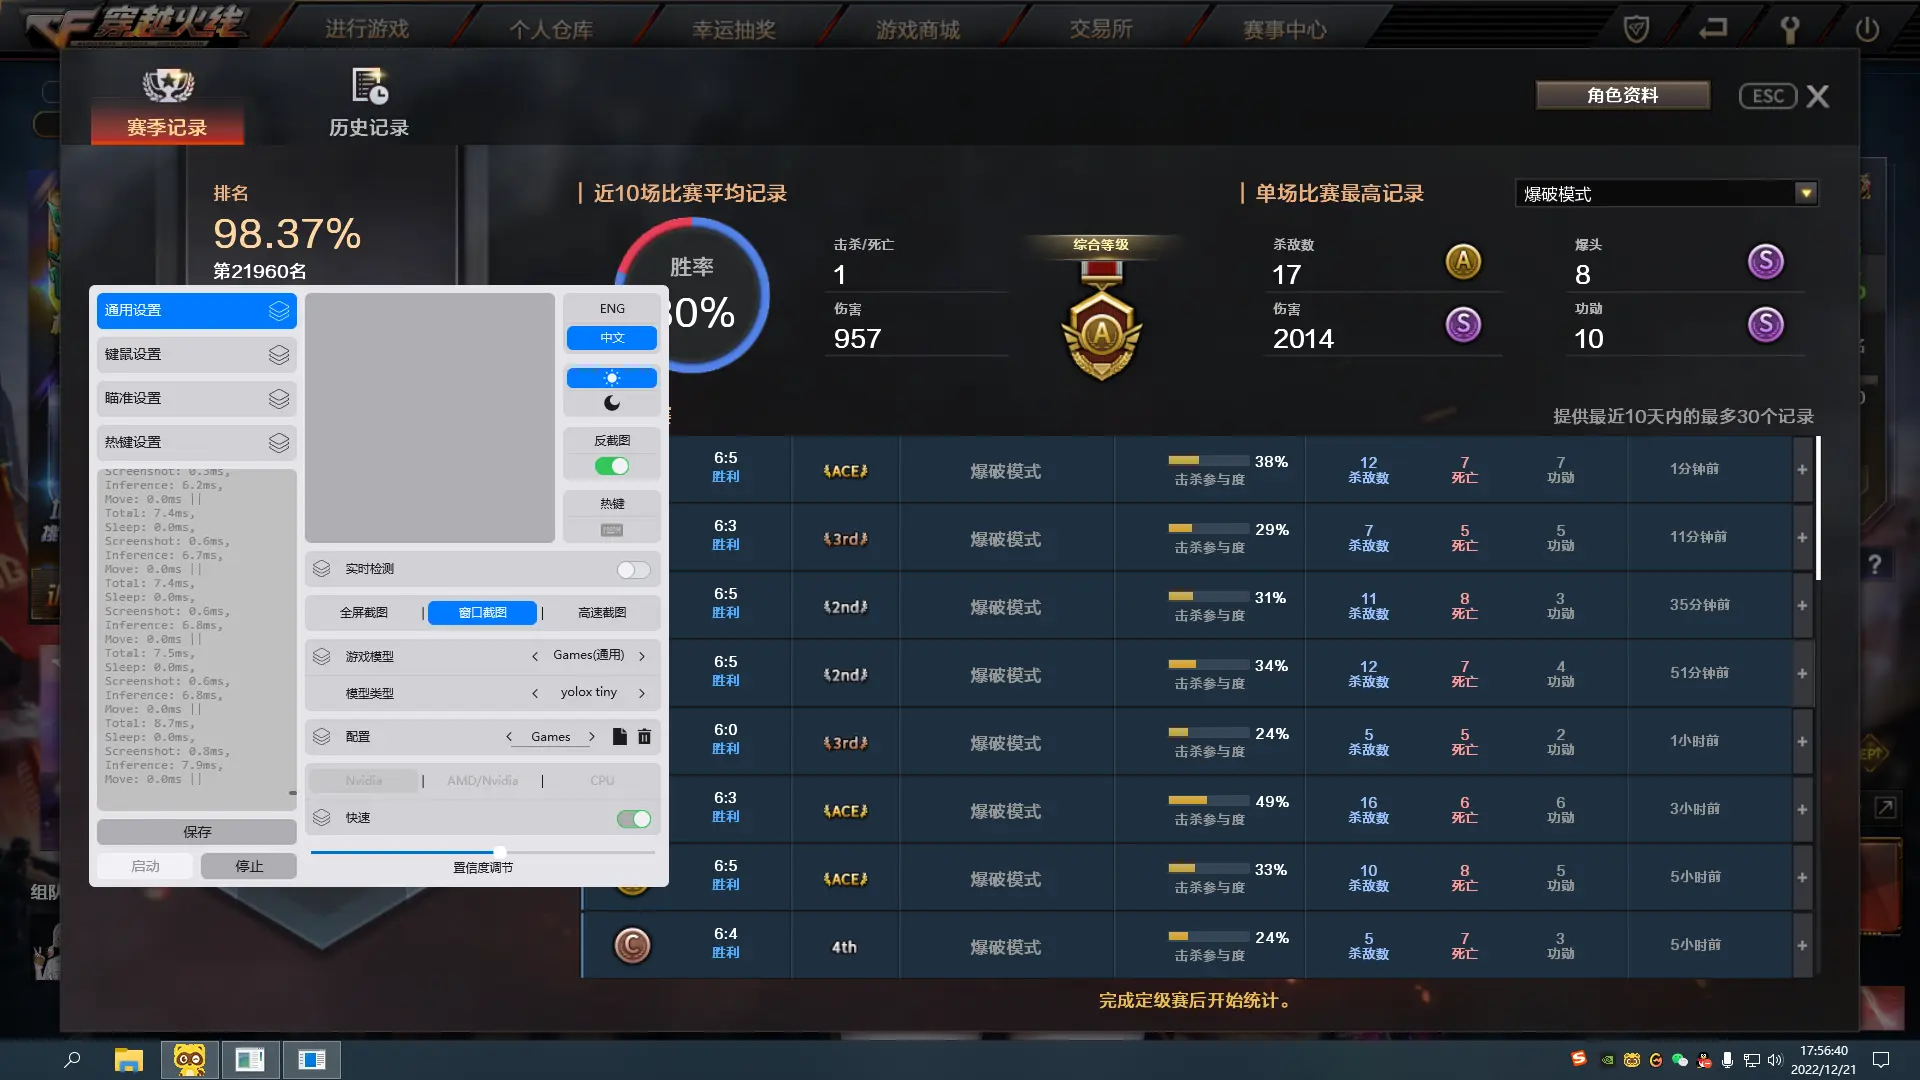 穿越火线
进行游戏
个人仓库
幸运抽奖
游戏商城
交易所
赛事中心
赛季记录
历史记录
角色资料
ESC
排名
98.37%
第21960名
近10场比赛平均记录
胜率
80%
击杀/死亡
1
伤害
957
综合等级
A
单场比赛最高记录
爆破模式
杀敌数
17
A
爆头
8
S
伤害
2014
S
功勋
10
S
提供最近10天内的最多30个记录
6:5
胜利
ACE
爆破模式
38%
击杀参与度
12
杀敌数
7
死亡
7
功勋
1分钟前
+
6:3
胜利
3rd
爆破模式
29%
击杀参与度
7
杀敌数
5
死亡
5
功勋
11分钟前
+
6:5
胜利
2nd
爆破模式
31%
击杀参与度
11
杀敌数
8
死亡
3
功勋
35分钟前
+
6:5
胜利
2nd
爆破模式
34%
击杀参与度
12
杀敌数
7
死亡
4
功勋
51分钟前
+
6:0
胜利
3rd
爆破模式
24%
击杀参与度
5
杀敌数
5
死亡
2
功勋
1小时前
+
6:3
胜利
ACE
爆破模式
49%
击杀参与度
16
杀敌数
6
死亡
6
功勋
3小时前
+
6:5
胜利
ACE
爆破模式
33%
击杀参与度
10
杀敌数
8
死亡
5
功勋
5小时前
+
C
6:4
胜利
4th
爆破模式
24%
击杀参与度
5
杀敌数
7
死亡
3
功勋
5小时前
+
完成定级赛后开始统计。
通用设置
键鼠设置
瞄准设置
热键设置
Screenshot: 0.5ms,
Inference: 6.2ms,
Move: 0.0ms ||
Total: 7.4ms,
Sleep: 0.0ms,
Screenshot: 0.6ms,
Inference: 6.7ms,
Move: 0.0ms ||
Total: 7.4ms,
Sleep: 0.0ms,
Screenshot: 0.6ms,
Inference: 6.8ms,
Move: 0.0ms ||
Total: 7.5ms,
Sleep: 0.0ms,
Screenshot: 0.6ms,
Inference: 6.8ms,
Move: 0.0ms ||
Total: 8.7ms,
Sleep: 0.0ms,
Screenshot: 0.8ms,
Inference: 7.9ms,
Move: 0.0ms ||
保存
启动
停止
ENG
中文
反截图
热键
实时检测
全屏截图 | 窗口截图 | 高速截图
游戏模型
< Games(通用) >
模型类型
< yolox tiny >
配置
< Games >
Nvidia | AMD/Nvidia | CPU
快速
置信度调节
组队
?
17:56:40
2022/12/21